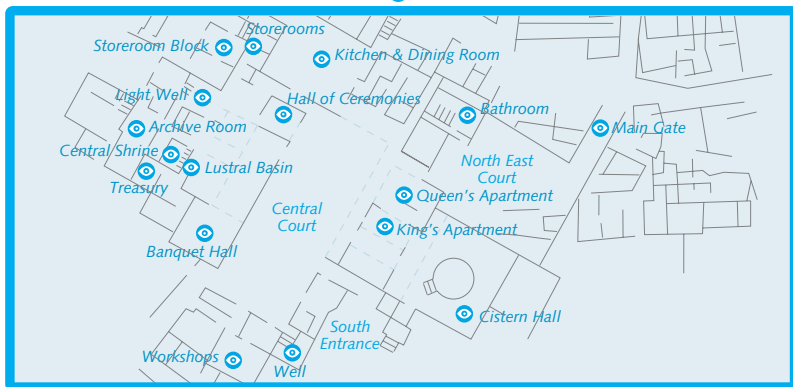 Storerooms
Storeroom Block
Kitchen & Dining Room
Light Well
Hall of Ceremonies
Bathroom
Archive Room
Main Gate
Central Shrine
Lustral Basin
North East
Court
Treasury
Queen's Apartment
Central
Court
King's Apartment
Banquet Hall
Cistern Hall
South
Entrance
Workshops
Well